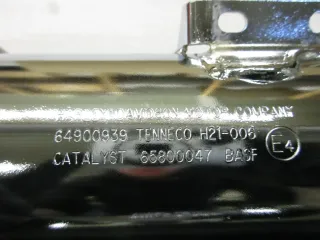 COMPANY
64900939 TENNECO H21-006
CATALYST 65800047 BASF E4